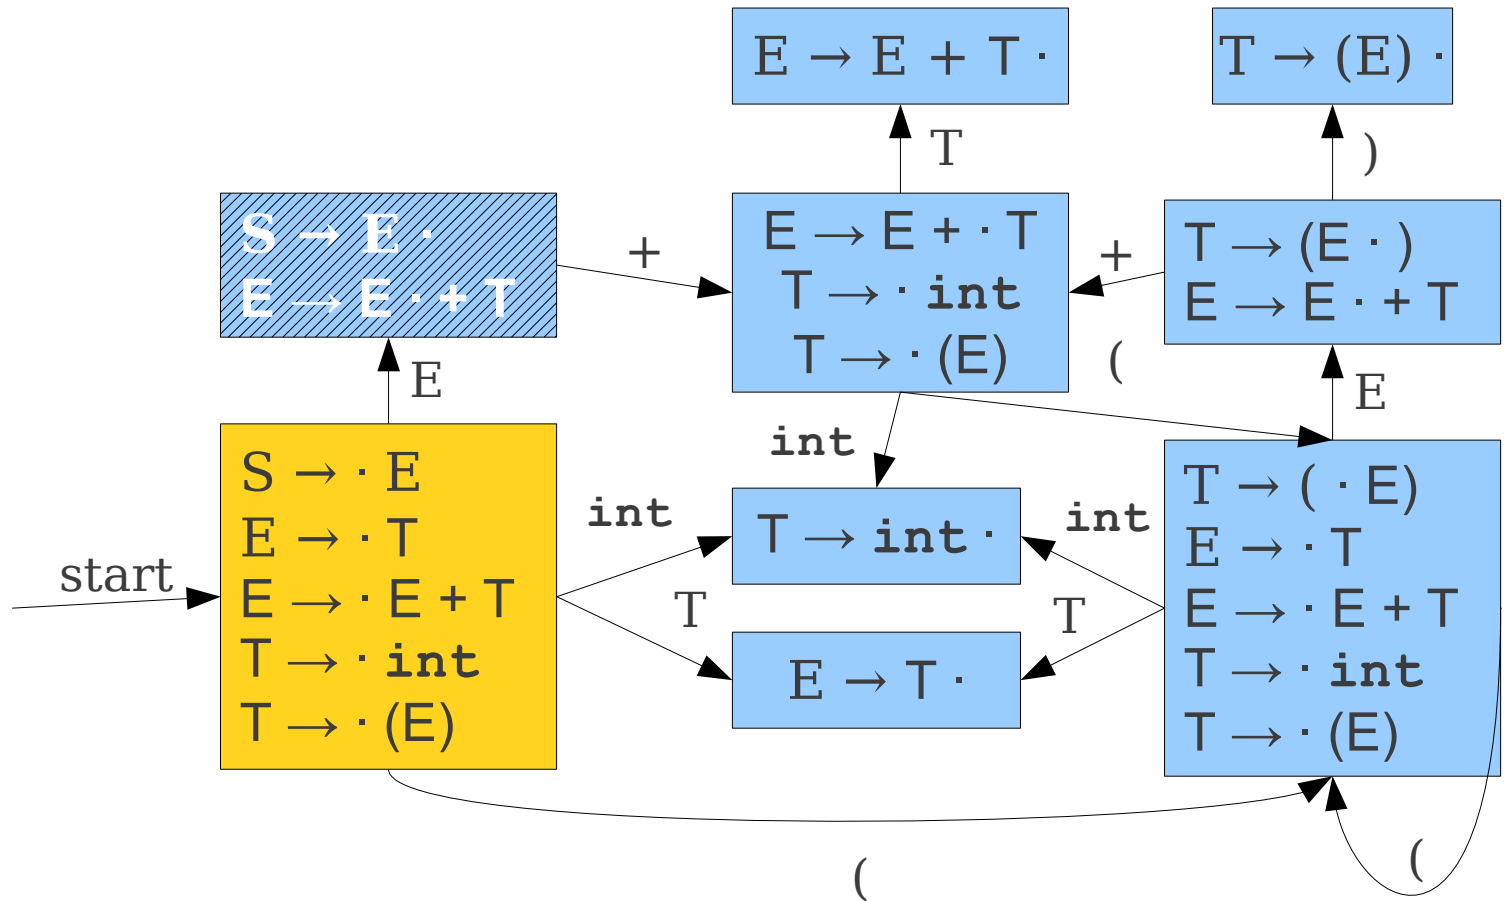 E → E + T ·
T → (E) ·
T
)
S → E ·
E → E · + T
+
E → E + · T
T → · int
T → · (E)
+
T → (E · )
E → E · + T
(
E
E
int
S → · E
E → · T
E → · E + T
T → · int
T → · (E)
start
int
T → int ·
int
T
T
E → T ·
T → ( · E)
E → · T
E → · E + T
T → · int
T → · (E)
(
(